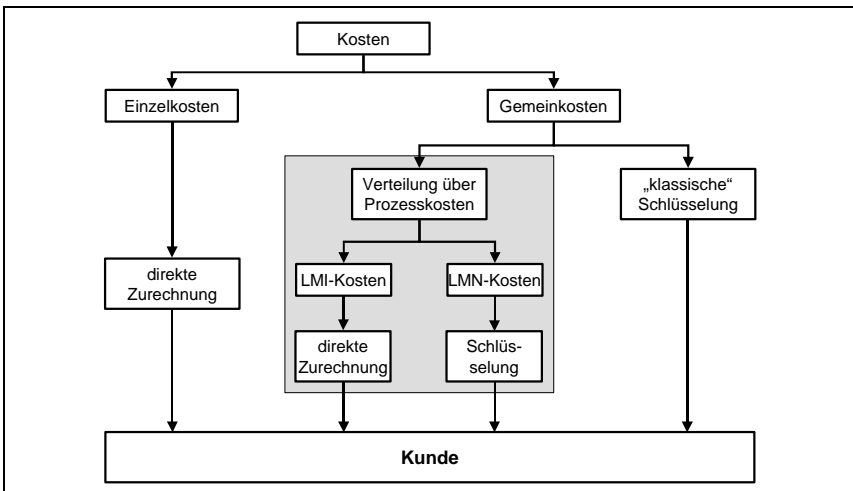 Kosten
Einzelkosten
Gemeinkosten
Verteilung über
Prozesskosten
„klassische“
Schlüsselung
direkte
Zurechnung
LMI-Kosten
LMN-Kosten
direkte
Zurechnung
Schlüs-
selung
Kunde